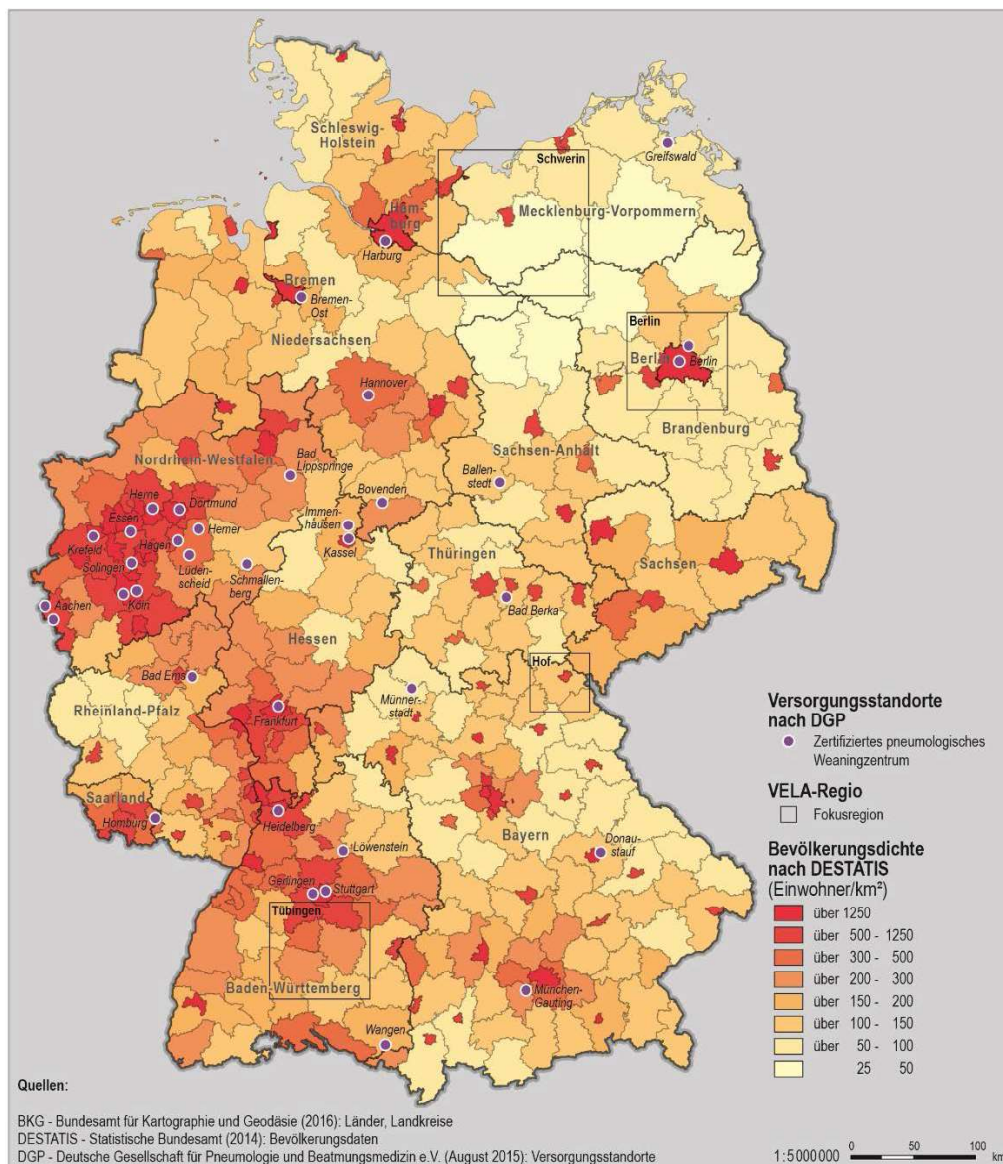 Schleswig-
Holstein
Schwerin
Greifswald
Mecklenburg-Vorpommern
Ham-
burg
Harburg
Bremen
Bremen-
Ost
Niedersachsen
Berlin
Berlin
Berlin
Hannover
Brandenburg
Sachsen-Anhalt
Nordrhein-Westfalen
Bad
Lippspringe
Ballen-
stedt
Bovenden
Herne
Dortmund
Essen
Hemer
Immen-
hausen
Krefeld
Hagen
Kassel
Thüringen
Solingen
Lüden-
scheid
Schmallen-
berg
Sachsen
Aachen
Köln
Bad Berka
Hessen
Hof
Bad Ems
Münner-
stadt
Rheinland-Pfalz
Frankfurt
Saarland
Homburg
Heidelberg
Bayern
Löwenstein
Donau-
stauf
Gerlingen
Stuttgart
Tübingen
Baden-Württemberg
München-
Gauting
Wangen
Versorgungsstandorte
nach DGP
Zertifiziertes pneumologisches
Weaningzentrum
VELA-Regio
Fokusregion
Bevölkerungsdichte
nach DESTATIS
(Einwohner/km²)
über 1250
über 500 - 1250
über 300 - 500
über 200 - 300
über 150 - 200
über 100 - 150
über 50 - 100
25 50
Quellen:
BKG - Bundesamt für Kartographie und Geodäsie (2016): Länder, Landkreise
DESTATIS - Statistische Bundesamt (2014): Bevölkerungsdaten
DGP - Deutsche Gesellschaft für Pneumologie und Beatmungsmedizin e.V. (August 2015): Versorgungsstandorte
1:5000000
0 50 100
km